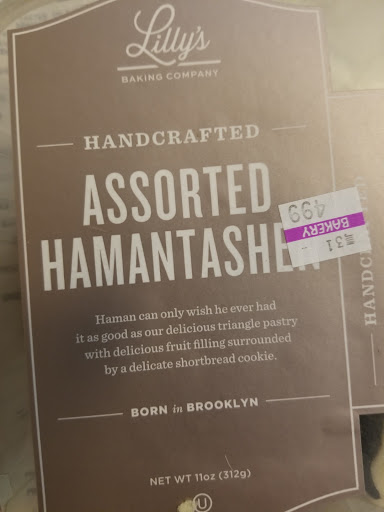 Lilly's
BAKING COMPANY
HANDCRAFTED
ASSORTED
HAMANTASHEN
499
BAKERY
31
Haman can only wish he ever had
it as good as our delicious triangle pastry
with delicious fruit filling surrounded
by a delicate shortbread cookie.
BORN in BROOKLYN
NET WT 11oz (312g)
U
HANDC